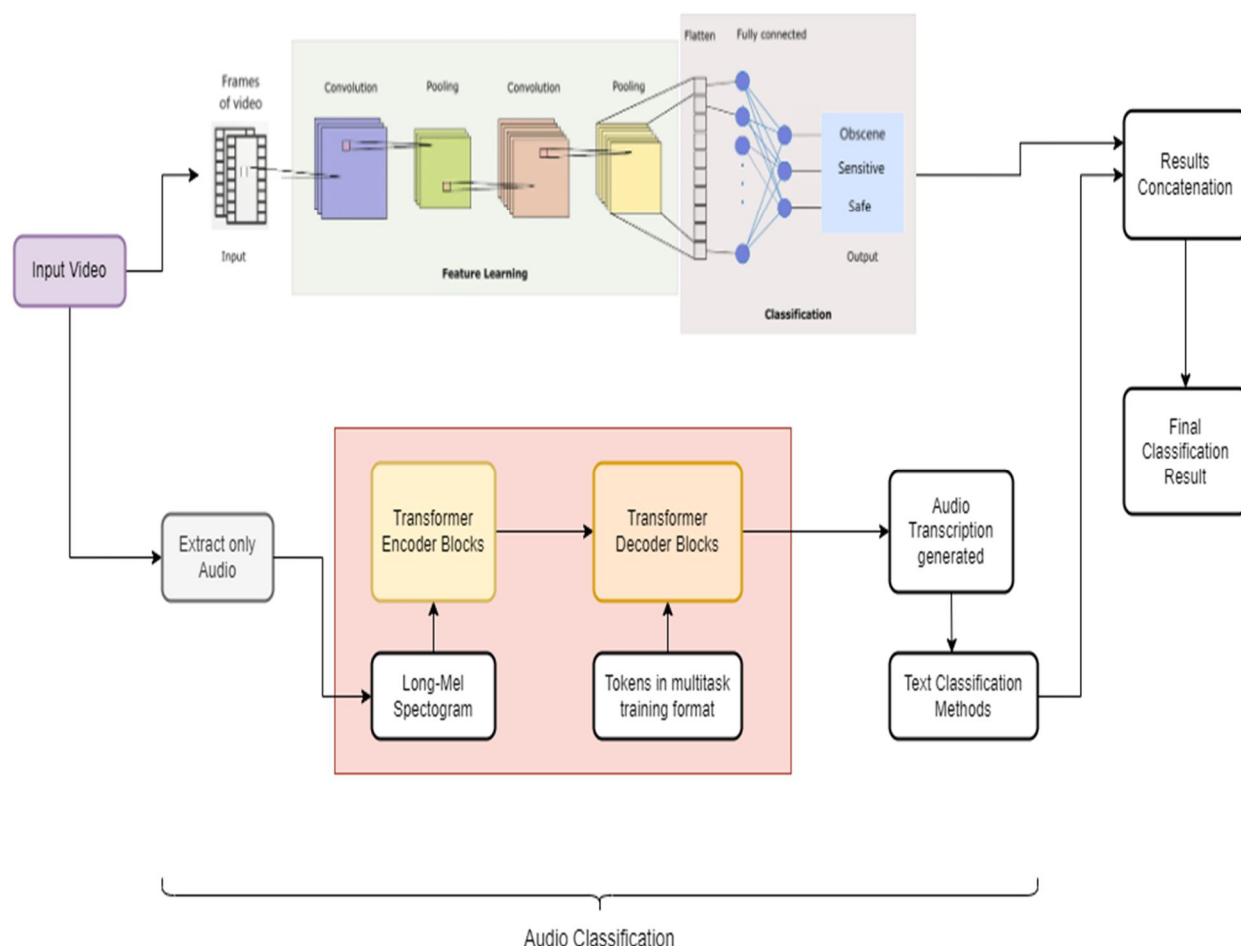 Frames
of video
Input
Convolution
Pooling
Convolution
Pooling
Feature Learning
Flatten
Fully connected
Obscene
Sensitive
Safe
Output
Classification
Results
Concatenation
Input Video
Final
Classification
Result
Extract only
Audio
Transformer
Encoder Blocks
Transformer
Decoder Blocks
Audio
Transcription
generated
Long-Mel
Spectogram
Tokens in multitask
training format
Text Classification
Methods
Audio Classification